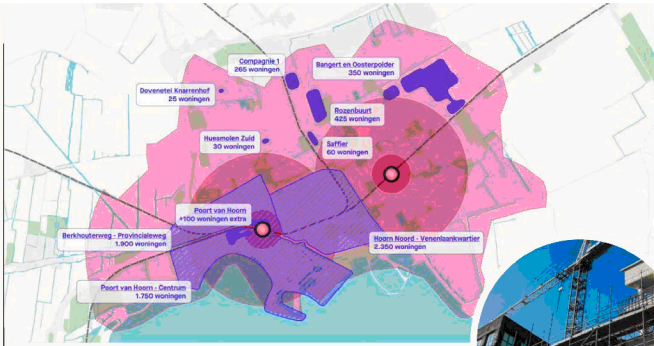 Compagnie 1
265 woningen
Bangert en Oosterpolder
350 woningen
Dovenetel Knarrenhof
25 woningen
Rozenbuurt
425 woningen
Huesmolen Zuid
30 woningen
Saffier
60 woningen
Poort van Hoorn
+100 woningen extra
Berkhouterweg - Provincialeweg
1.900 woningen
Hoorn Noord - Venenlaankwartier
2.350 woningen
Poort van Hoorn - Centrum
1.750 woningen